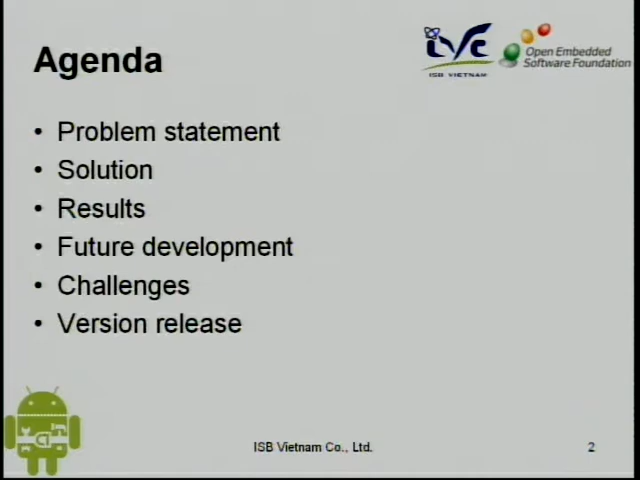 Agenda
IVC
ISB VIETNAM
Open Embedded
Software Foundation
• Problem statement
• Solution
• Results
• Future development
• Challenges
• Version release
ISB Vietnam Co., Ltd.
2